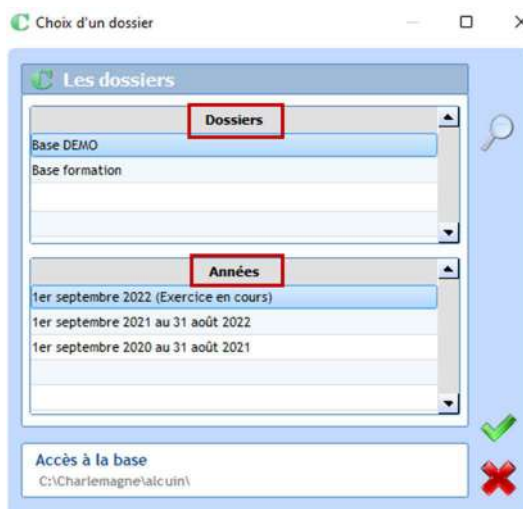 Choix d'un dossier
Les dossiers
Dossiers
Base DEMO
Base formation
Années
1er septembre 2022 (Exercice en cours)
1er septembre 2021 au 31 août 2022
1er septembre 2020 au 31 août 2021
Accès à la base
C:\Charlemagne\alcuin\